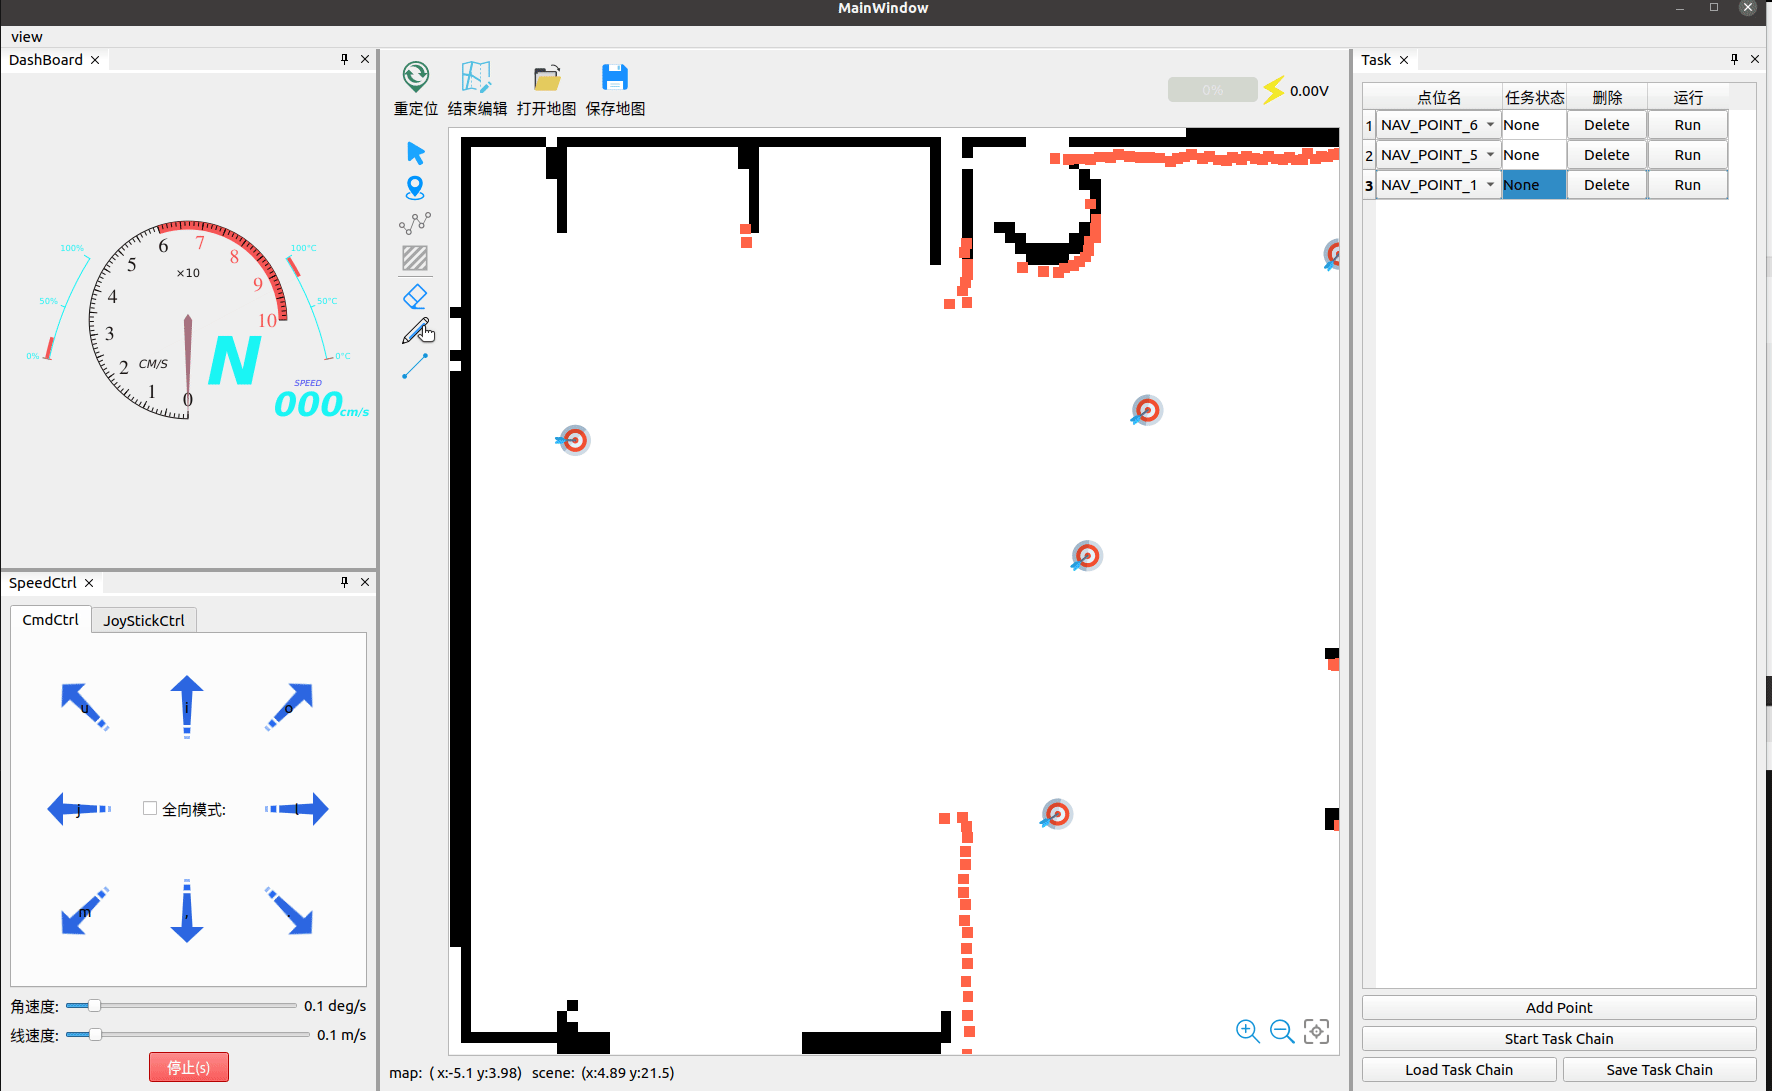 MainWindow
view
DashBoard
100%
50%
0%
6
7
8
9
10
5
4
3
2
1
0
×10
CM/S
N
100°C
50°C
0°C
SPEED
000cm/s
SpeedCtrl
CmdCtrl
JoyStickCtrl
u
i
o
j
全向模式:
l
m
,
.
角速度:
0.1 deg/s
线速度:
0.1 m/s
停止(s)
重定位
结束编辑
打开地图
保存地图
0%
0.00V
map: ( x:-5.1 y:3.98) scene: (x:4.89 y:21.5)
Task
点位名 任务状态 删除 运行
1 NAV_POINT_6 None Delete Run
2 NAV_POINT_5 None Delete Run
3 NAV_POINT_1 None Delete Run
Add Point
Start Task Chain
Load Task Chain
Save Task Chain